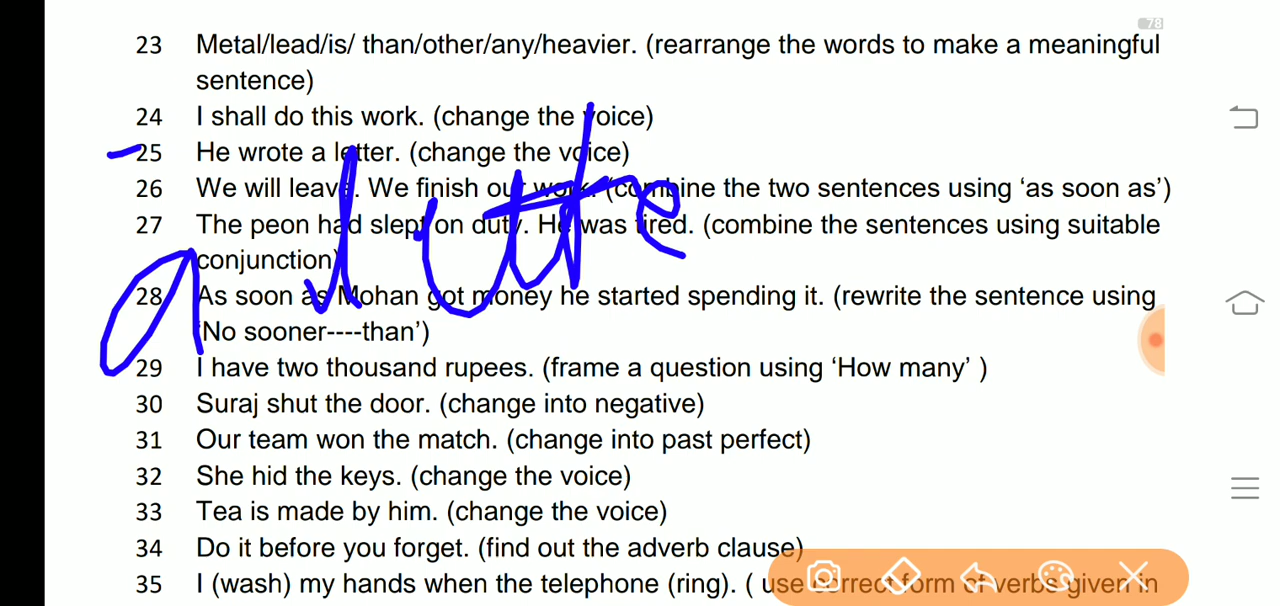 78
23 Metal/lead/is/ than/other/any/heavier. (rearrange the words to make a meaningful
sentence)
24 I shall do this work. (change the voice)
25 He wrote a letter. (change the voice)
26 We will leave. We finish our work. (combine the two sentences using ‘as soon as’)
27 The peon had slept on duty. He was tired. (combine the sentences using suitable
conjunction)
28 As soon as Mohan got money he started spending it. (rewrite the sentence using
‘No sooner----than’)
29 I have two thousand rupees. (frame a question using ‘How many’ )
30 Suraj shut the door. (change into negative)
31 Our team won the match. (change into past perfect)
32 She hid the keys. (change the voice)
33 Tea is made by him. (change the voice)
34 Do it before you forget. (find out the adverb clause)
35 I (wash) my hands when the telephone (ring). ( use correct form of verbs given in